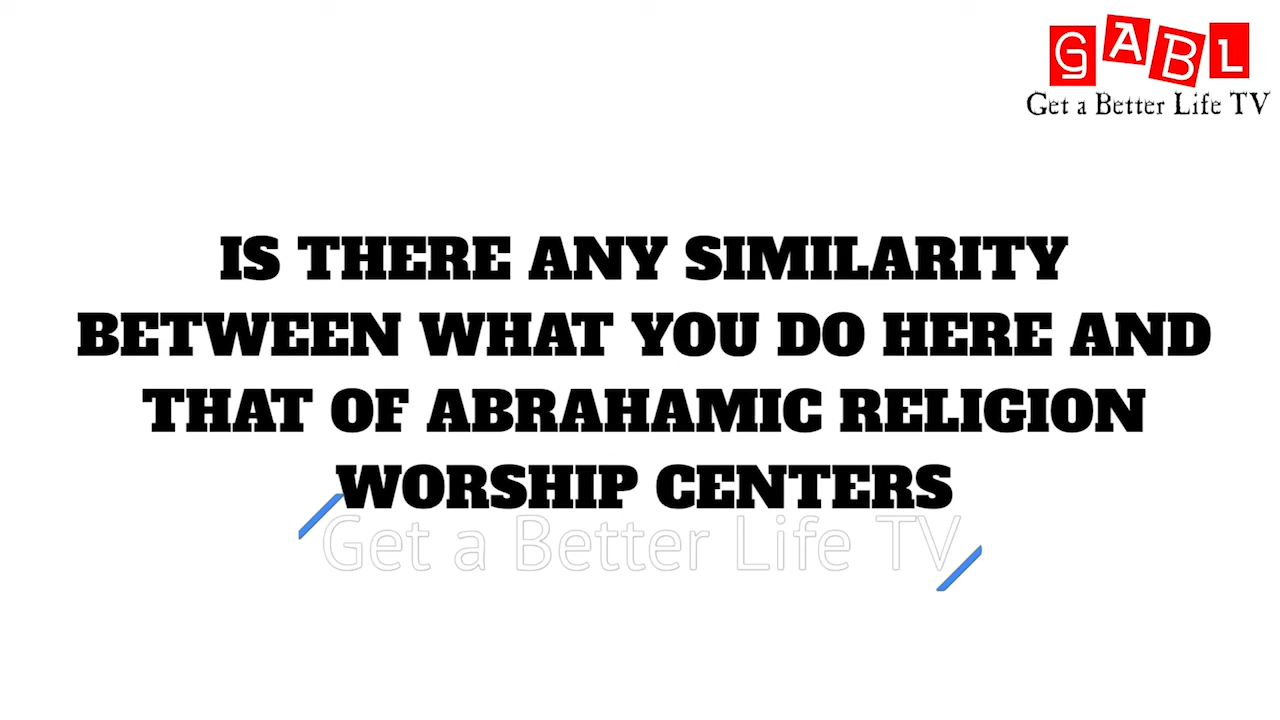 GABL
Get a Better Life TV
IS THERE ANY SIMILARITY
BETWEEN WHAT YOU DO HERE AND
THAT OF ABRAHAMIC RELIGION
WORSHIP CENTERS
Get a Better Life TV